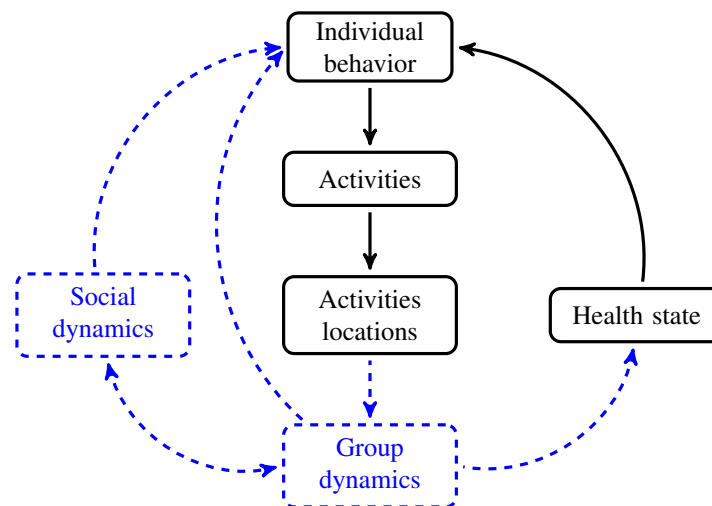 Individual
behavior
Activities
Social
dynamics
Activities
locations
Health state
Group
dynamics